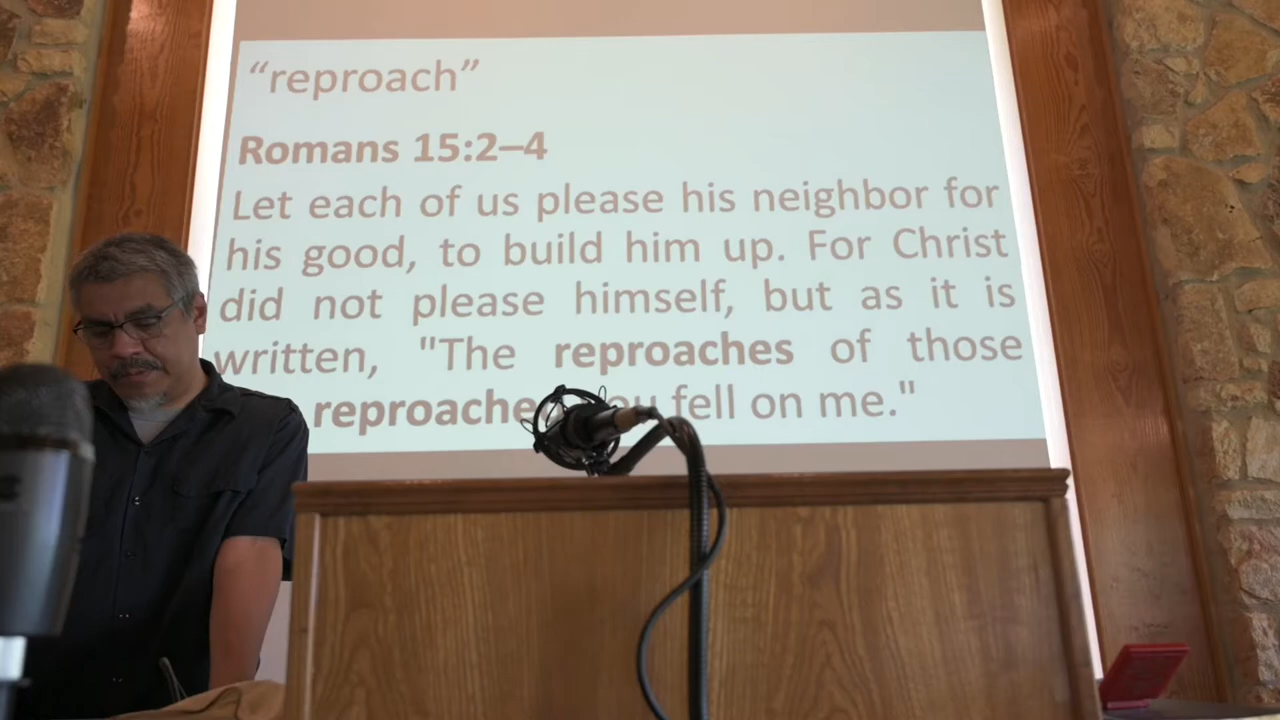 “reproach”
Romans 15:2–4
Let each of us please his neighbor for
his good, to build him up. For Christ
did not please himself, but as it is
written, "The reproaches of those
fell on me."